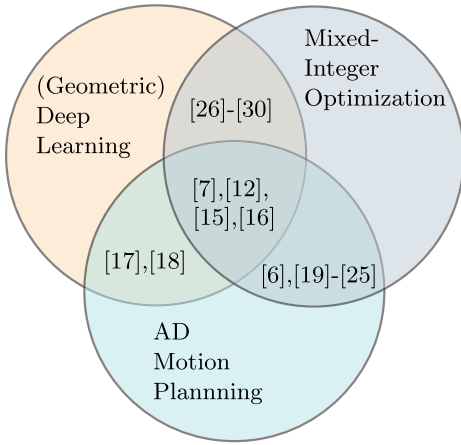 (Geometric)
Deep
Learning
Mixed-
Integer
Optimization
[26]-[30]
[7],[12],
[15],[16]
[17],[18]
[6],[19]-[25]
AD
Motion
Plannning